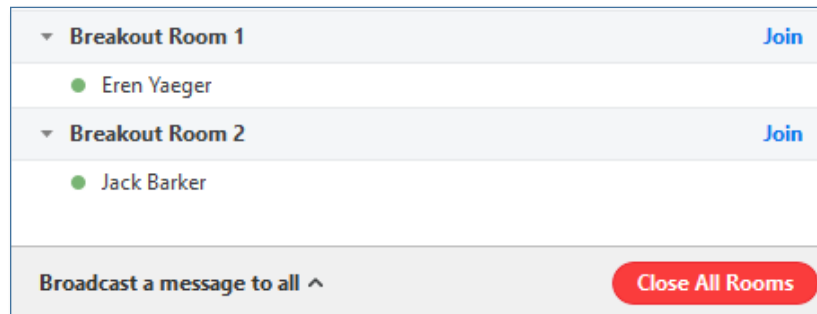 Breakout Room 1 Join
Eren Yaeger
Breakout Room 2 Join
Jack Barker
Broadcast a message to all Close All Rooms